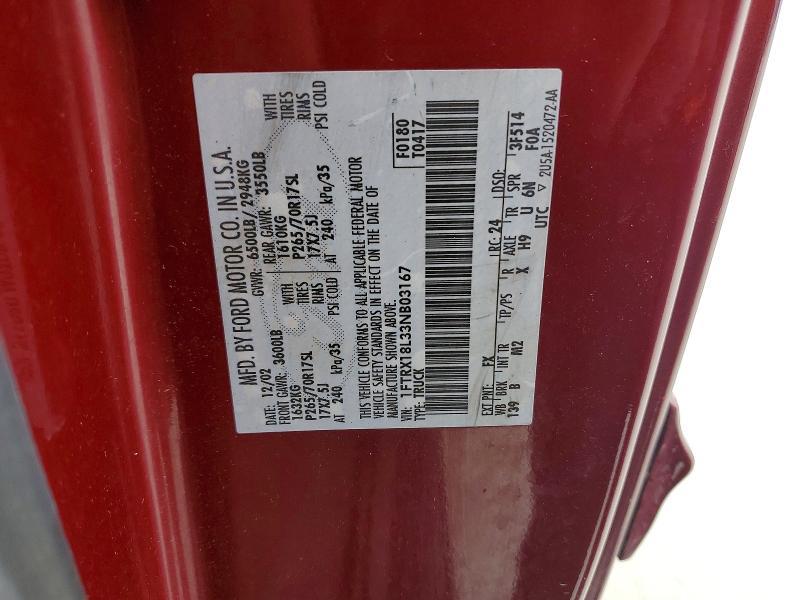 MFD. BY FORD MOTOR CO. IN U.S.A.
DATE: 12/02 GVWR: 6500LB/2948KG
FRONT GAWR: 3600LB REAR GAWR: 3550LB
1632KG WITH 1610KG WITH
P265/70R17SL TIRES P265/70R17SL TIRES
17X7.5J RIMS 17X7.5J RIMS
AT 240 kPa/35 PSI COLD AT 240 kPa/35 PSI COLD
THIS VEHICLE CONFORMS TO ALL APPLICABLE FEDERAL MOTOR
VEHICLE SAFETY STANDARDS IN EFFECT ON THE DATE OF
MANUFACTURE SHOWN ABOVE.
VIN: 1FTRX18L33NB03167 F0180
TYPE: TRUCK T0417
EXT PNT: FX RC: 24 DSO:
WB BRK INT TR TP/PS R AXLE TR SPR 3F514
139 B M2 X H9 U 6N F0A
UTC ▽ 2U5A-1520472-AA